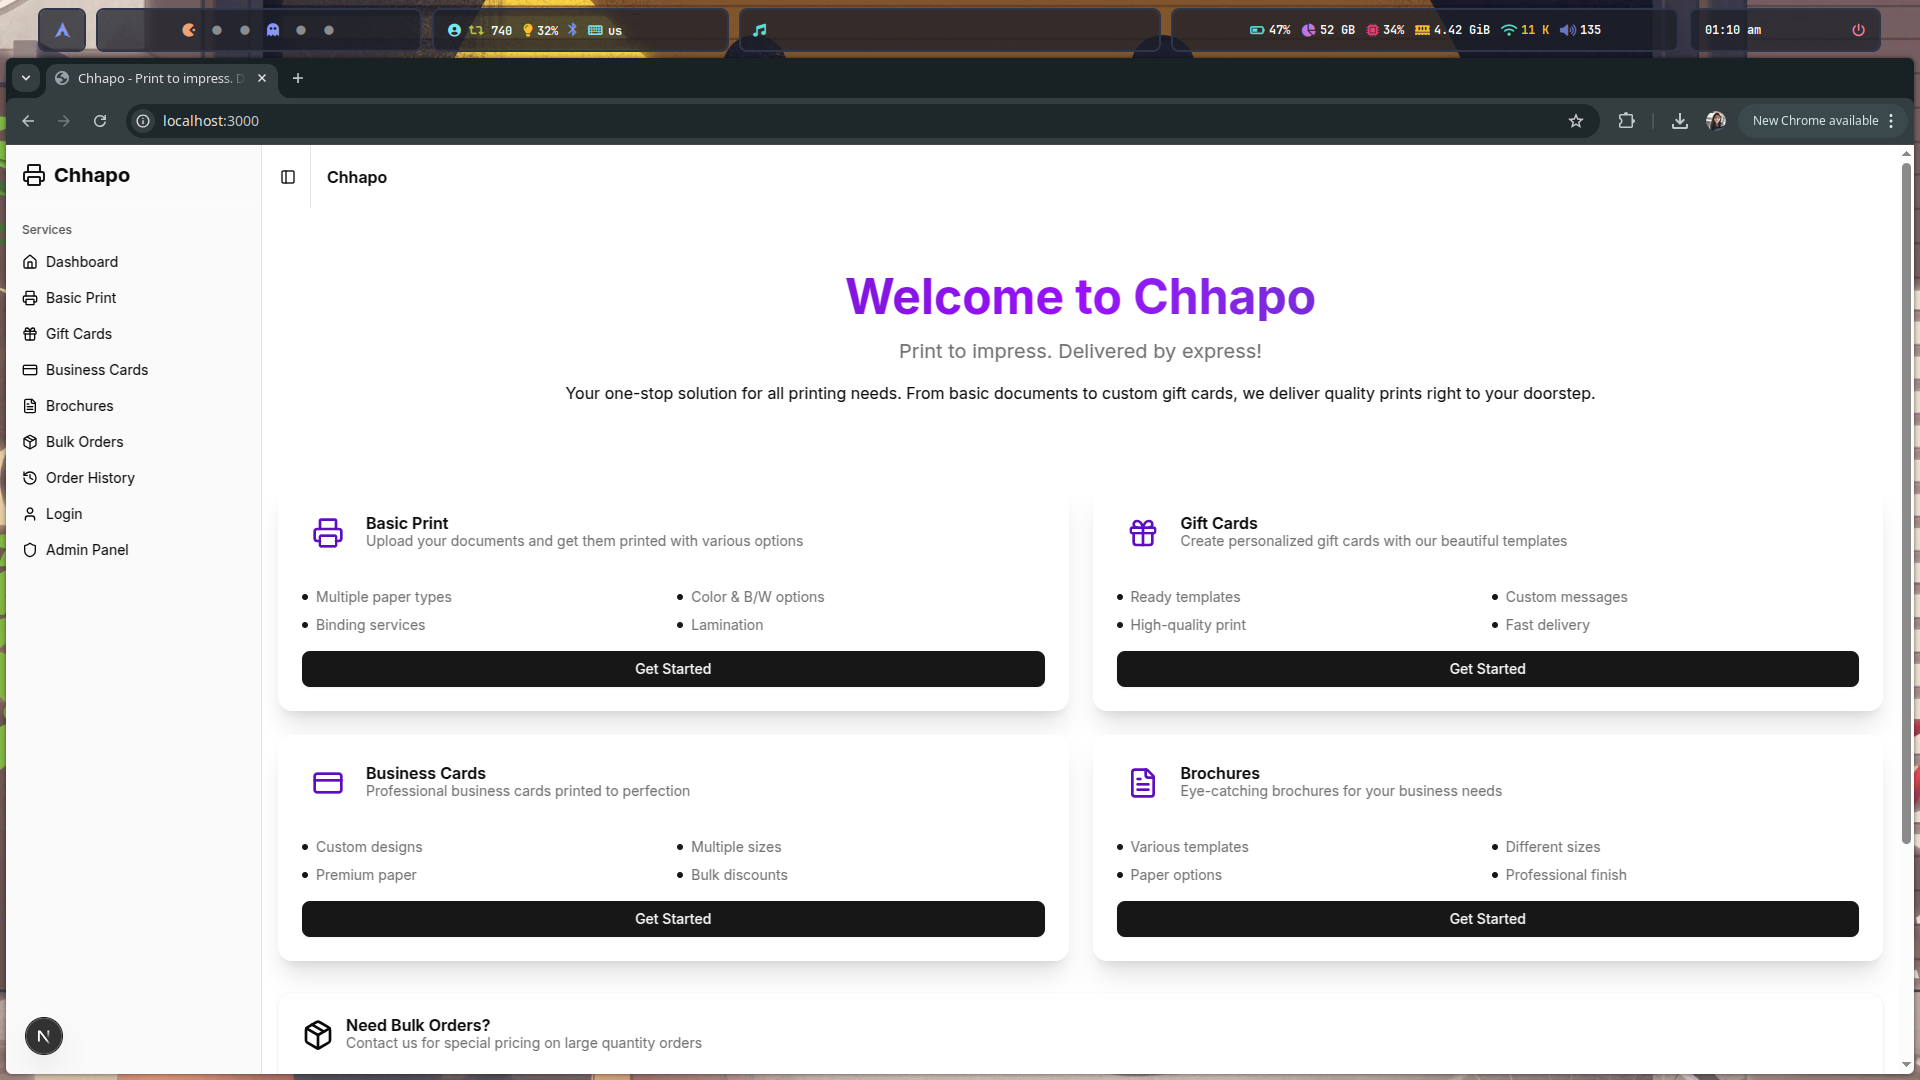 740 32% us 47% 52 GB 34% 4.42 GiB 11 K 135 01:10 am
Chhapo - Print to impress. D
localhost:3000
New Chrome available
Chhapo
Chhapo
Services
Dashboard
Basic Print
Gift Cards
Business Cards
Brochures
Bulk Orders
Order History
Login
Admin Panel
N
Welcome to Chhapo
Print to impress. Delivered by express!
Your one-stop solution for all printing needs. From basic documents to custom gift cards, we deliver quality prints right to your doorstep.
Basic Print
Upload your documents and get them printed with various options
Multiple paper types
Color & B/W options
Binding services
Lamination
Get Started
Gift Cards
Create personalized gift cards with our beautiful templates
Ready templates
Custom messages
High-quality print
Fast delivery
Get Started
Business Cards
Professional business cards printed to perfection
Custom designs
Multiple sizes
Premium paper
Bulk discounts
Get Started
Brochures
Eye-catching brochures for your business needs
Various templates
Different sizes
Paper options
Professional finish
Get Started
Need Bulk Orders?
Contact us for special pricing on large quantity orders